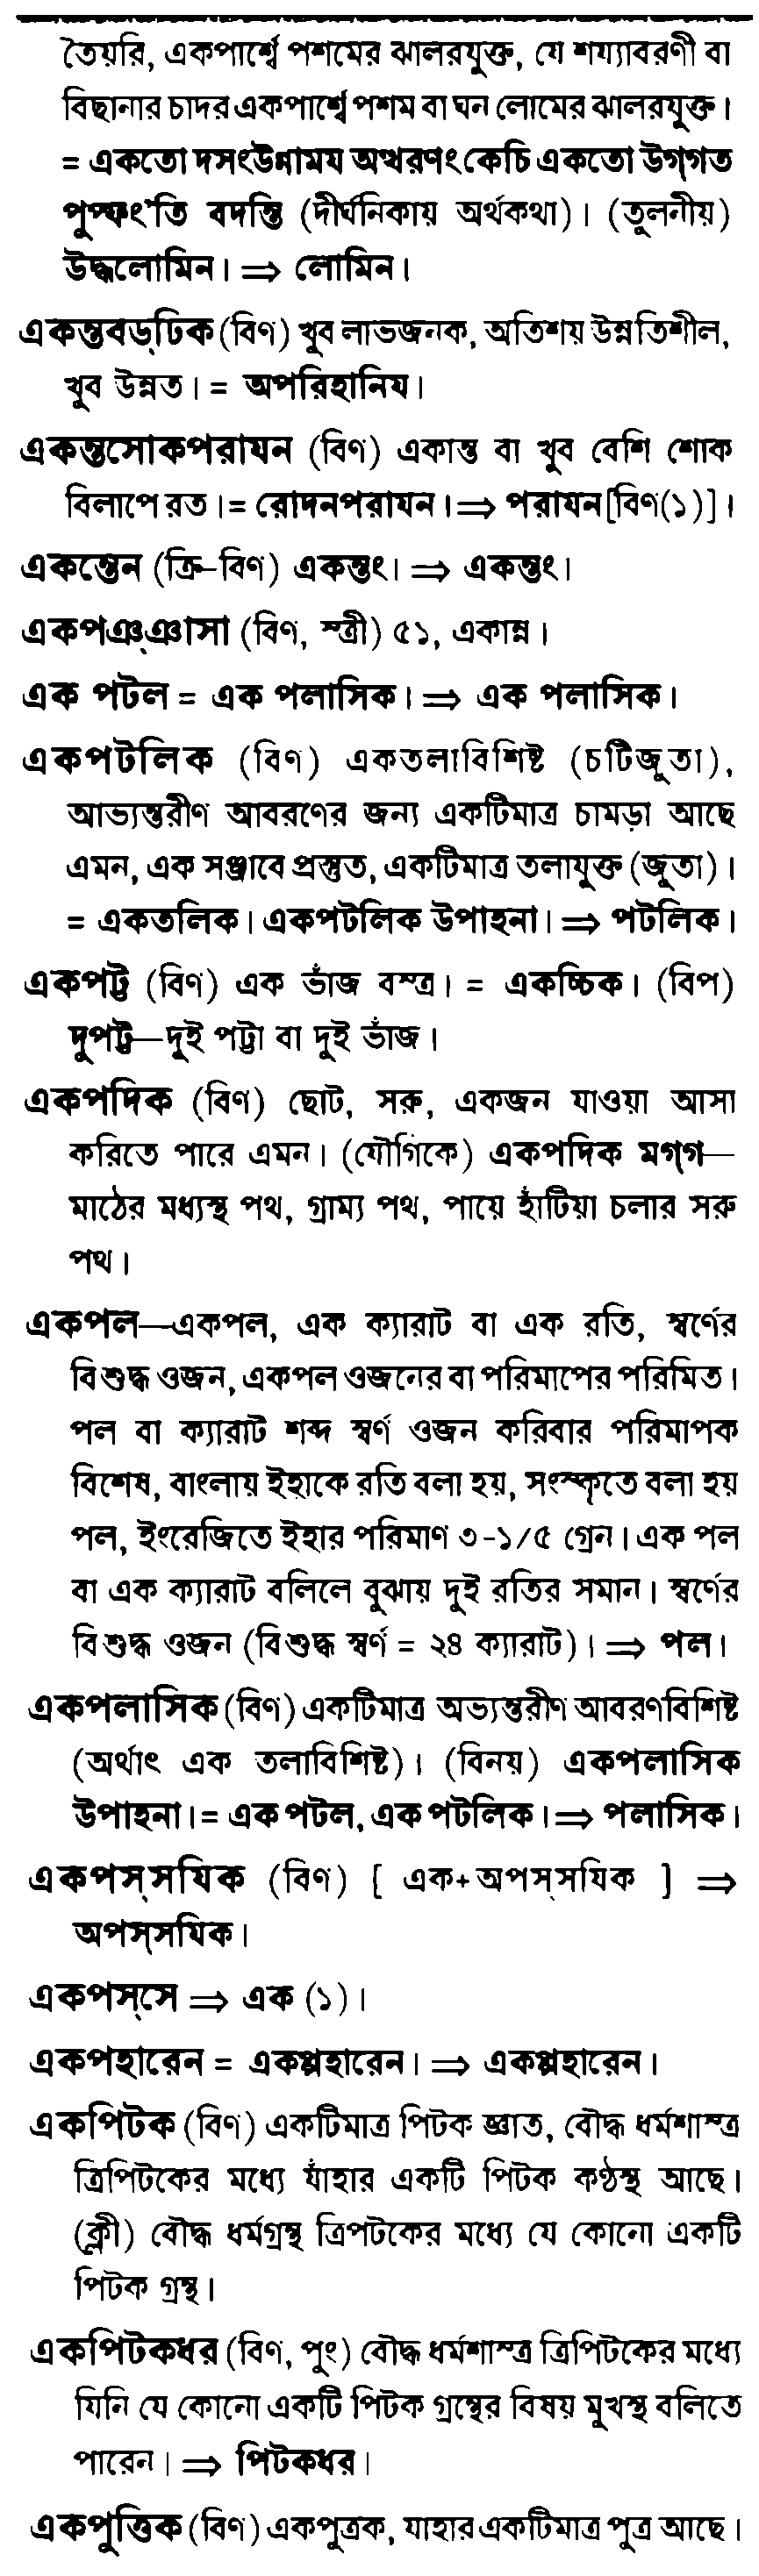 তৈয়রি, একপার্শ্বে পশমের ঝালরযুক্ত, যে শয্যাবরণী বা
বিছানার চাদর একপার্শ্বে পশম বা ঘন লোমের ঝালরযুক্ত।
= একতো দসংউন্নাময অত্থরণং কেচি একতো উগ্গত
পুপ্ফং'তি বদন্তি (দীর্ঘনিকায় অর্থকথা)। (তুলনীয়)
উদ্ধলোমিন। ⇒ লোমিন।
একন্তবড্ঢিক (বিণ) খুব লাভজনক, অতিশয় উন্নতিশীল,
খুব উন্নত। = অপরিহানিয।
একন্তসোকপরাযন (বিণ) একান্ত বা খুব বেশি শোক
বিলাপে রত। = রোদনপরাযন। ⇒ পরাযন[বিণ(১)]।
একন্তেন (ক্রি-বিণ) একন্তং। ⇒ একন্তং।
একপঞ্ঞাসা (বিণ, স্ত্রী) ৫১, একান্ন।
এক পটল = এক পলাসিক। ⇒ এক পলাসিক।
একপটলিক (বিণ) একতলাবিশিষ্ট (চটিজুতা),
আভ্যন্তরীণ আবরণের জন্য একটিমাত্র চামড়া আছে
এমন, এক সঞ্জাবে প্রস্তুত, একটিমাত্র তলাযুক্ত (জুতা)।
= একতলিক। একপটলিক উপাহনা। ⇒ পটলিক।
একপট্ট (বিণ) এক ভাঁজ বস্ত্র। = একচ্চিক। (বিপ)
দুপট্ট—দুই পট্টা বা দুই ভাঁজ।
একপদিক (বিণ) ছোট, সরু, একজন যাওয়া আসা
করিতে পারে এমন। (যৌগিকে) একপদিক মগ্গ—
মাঠের মধ্যস্থ পথ, গ্রাম্য পথ, পায়ে হাঁটিয়া চলার সরু
পথ।
একপল—একপল, এক ক্যারাট বা এক রতি, স্বর্ণের
বিশুদ্ধ ওজন, একপল ওজনের বা পরিমাপের পরিমিত।
পল বা ক্যারাট শব্দ স্বর্ণ ওজন করিবার পরিমাপক
বিশেষ, বাংলায় ইহাকে রতি বলা হয়, সংস্কৃতে বলা হয়
পল, ইংরেজিতে ইহার পরিমাণ ৩-১/৫ গ্রেন। এক পল
বা এক ক্যারাট বলিলে বুঝায় দুই রতির সমান। স্বর্ণের
বিশুদ্ধ ওজন (বিশুদ্ধ স্বর্ণ = ২৪ ক্যারাট)। ⇒ পল।
একপলাসিক (বিণ) একটিমাত্র অভ্যন্তরীণ আবরণবিশিষ্ট
(অর্থাৎ এক তলাবিশিষ্ট)। (বিনয়) একপলাসিক
উপাহনা। = এক পটল, এক পটলিক। ⇒ পলাসিক।
একপস্সযিক (বিণ) [ এক+অপস্সযিক ] ⇒
অপস্সযিক।
একপস্সে ⇒ এক (১)।
একপহারেন = একপ্পহারেন। ⇒ একপ্পহারেন।
একপিটক (বিণ) একটিমাত্র পিটক জ্ঞাত, বৌদ্ধ ধর্মশাস্ত্র
ত্রিপিটকের মধ্যে যাঁহার একটি পিটক কণ্ঠস্থ আছে।
(ক্লী) বৌদ্ধ ধর্মগ্রন্থ ত্রিপটকের মধ্যে যে কোনো একটি
পিটক গ্রন্থ।
একপিটকধর (বিণ, পুং) বৌদ্ধ ধর্মশাস্ত্র ত্রিপিটকের মধ্যে
যিনি যে কোনো একটি পিটক গ্রন্থের বিষয় মুখস্থ বলিতে
পারেন। ⇒ পিটকধর।
একপুত্তিক (বিণ) একপুত্রক, যাহার একটিমাত্র পুত্র আছে।